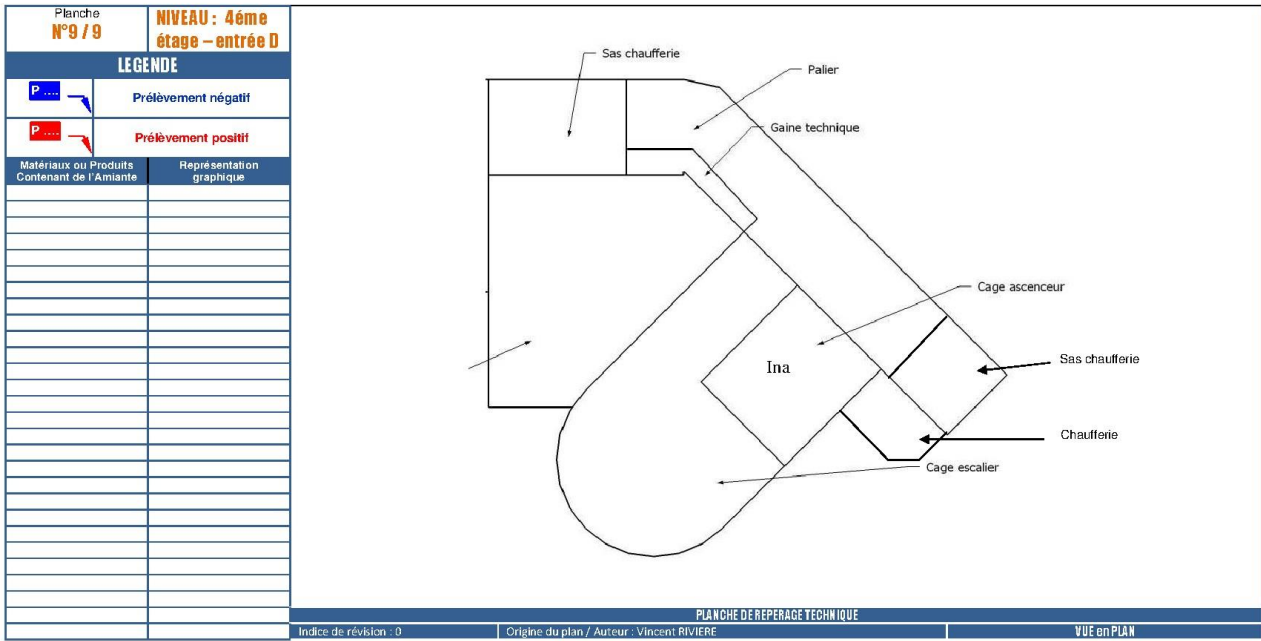 Planche
N°9 / 9
NIVEAU : 4éme
étage – entrée D
LEGENDE
P ....
Prélèvement négatif
P ....
Prélèvement positif
Matériaux ou Produits
Contenant de l'Amiante
Représentation
graphique
Sas chaufferie
Palier
Gaine technique
Cage ascenceur
Ina
Sas chaufferie
Chaufferie
Cage escalier
PLANCHE DE REPERAGE TECHNIQUE
Indice de révision : 0
Origine du plan / Auteur : Vincent RIVIERE
VUE en PLAN